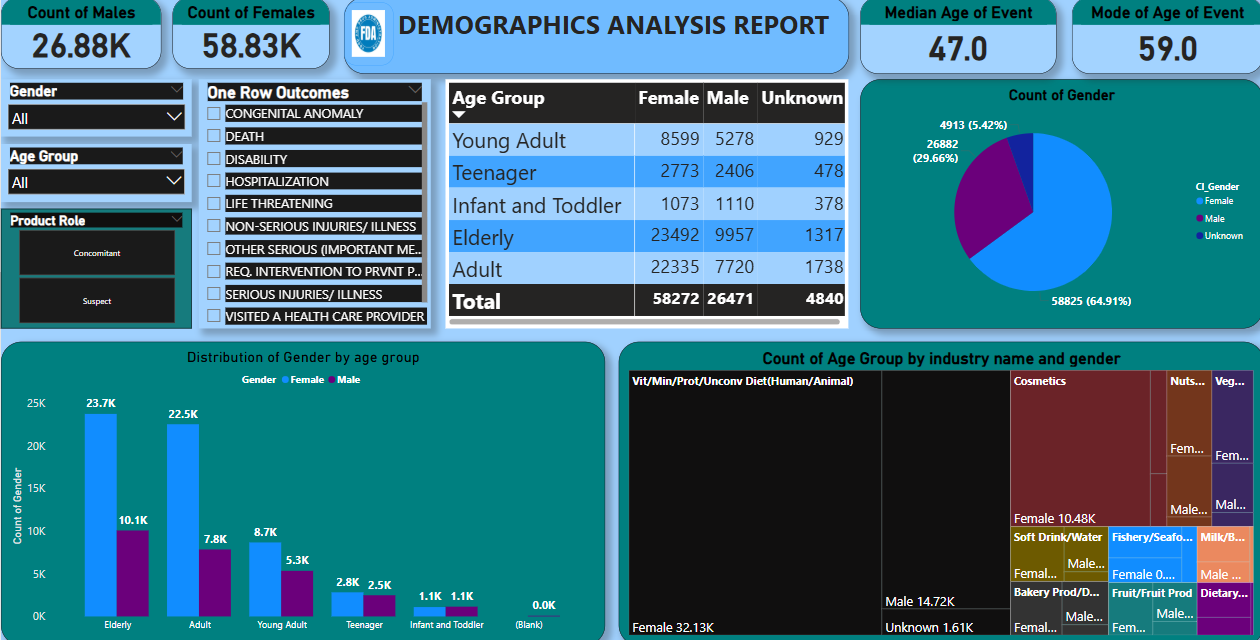 Count of Males
26.88K
Count of Females
58.83K
FDA
DEMOGRAPHICS ANALYSIS REPORT
Median Age of Event
47.0
Mode of Age of Event
59.0
Gender
All
Age Group
All
Product Role
Concomitant
Suspect
One Row Outcomes
CONGENITAL ANOMALY
DEATH
DISABILITY
HOSPITALIZATION
LIFE THREATENING
NON-SERIOUS INJURIES/ ILLNESS
OTHER SERIOUS (IMPORTANT ME...
REQ. INTERVENTION TO PRVNT P...
SERIOUS INJURIES/ ILLNESS
VISITED A HEALTH CARE PROVIDER
Age Group Female Male Unknown
Young Adult 8599 5278 929
Teenager 2773 2406 478
Infant and Toddler 1073 1110 378
Elderly 23492 9957 1317
Adult 22335 7720 1738
Total 58272 26471 4840
Count of Gender
4913 (5.42%)
26882
(29.66%)
58825 (64.91%)
CI_Gender
Female
Male
Unknown
Distribution of Gender by age group
Gender Female Male
Count of Gender
25K
20K
15K
10K
5K
0K
23.7K
10.1K
22.5K
7.8K
8.7K
5.3K
2.8K
2.5K
1.1K
1.1K
0.0K
Elderly
Adult
Young Adult
Teenager
Infant and Toddler
(Blank)
Count of Age Group by industry name and gender
Vit/Min/Prot/Unconv Diet(Human/Animal)
Female 32.13K
Male 14.72K
Unknown 1.61K
Cosmetics
Female 10.48K
Nuts...
Fem...
Male...
Veg...
Fem...
Mal...
Soft Drink/Water
Femal...
Male...
Fishery/Seafo...
Female 0....
Milk/B...
Male ...
Bakery Prod/D...
Femal...
Male...
Fruit/Fruit Prod
Fem...
Male...
Dietary...